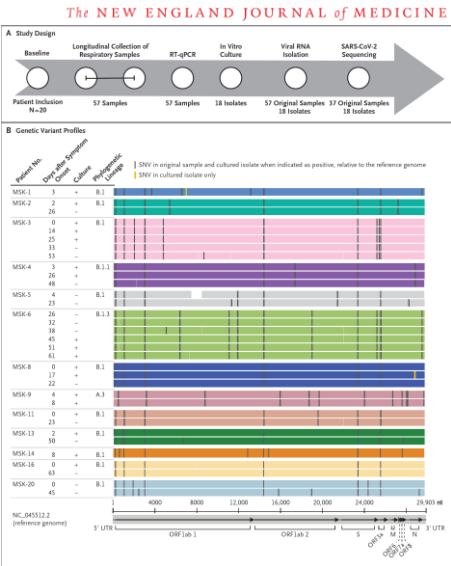 The NEW ENGLAND JOURNAL of MEDICINE
A Study Design
Baseline
Longitudinal Collection of
Respiratory Samples
RT-qPCR
In Vitro
Culture
Viral RNA
Isolation
SARS-CoV-2
Sequencing
Patient Inclusion
N=20
57 Samples
57 Samples
18 Isolates
57 Original Samples
18 Isolates
37 Original Samples
18 Isolates
B Genetic Variant Profiles
Patient No.
Days after Symptom
Onset
Culture
Phylogenetic
Lineage
SNV in original sample and cultured isolate when indicated as positive, relative to the reference genome
SNV in cultured isolate only
MSK-1 3 + B.1
MSK-2 2 + B.1
26 –
MSK-3 0 + B.1
14 +
25 +
33 –
53 –
MSK-4 3 + B.1.1
26 +
48 –
MSK-5 4 – B.1
23 –
MSK-6 26 – B.1.3
32 –
38 –
45 +
51 +
61 +
MSK-8 0 + B.1
17 +
22 –
MSK-9 4 + A.3
8 +
MSK-11 0 + B.1
23 –
MSK-13 2 + B.1
50 –
MSK-14 8 + B.1
MSK-16 0 + B.1
63 –
MSK-20 0 – B.1
45 –
1 4000 8,000 12,000 16,000 20,000 24,000 29,903 nt
NC_045512.2
(reference genome)
5' UTR
ORF1ab 1
ORF1ab 2
S
ORF3a
E
M
ORF6
ORF7a
ORF8
N
3' UTR